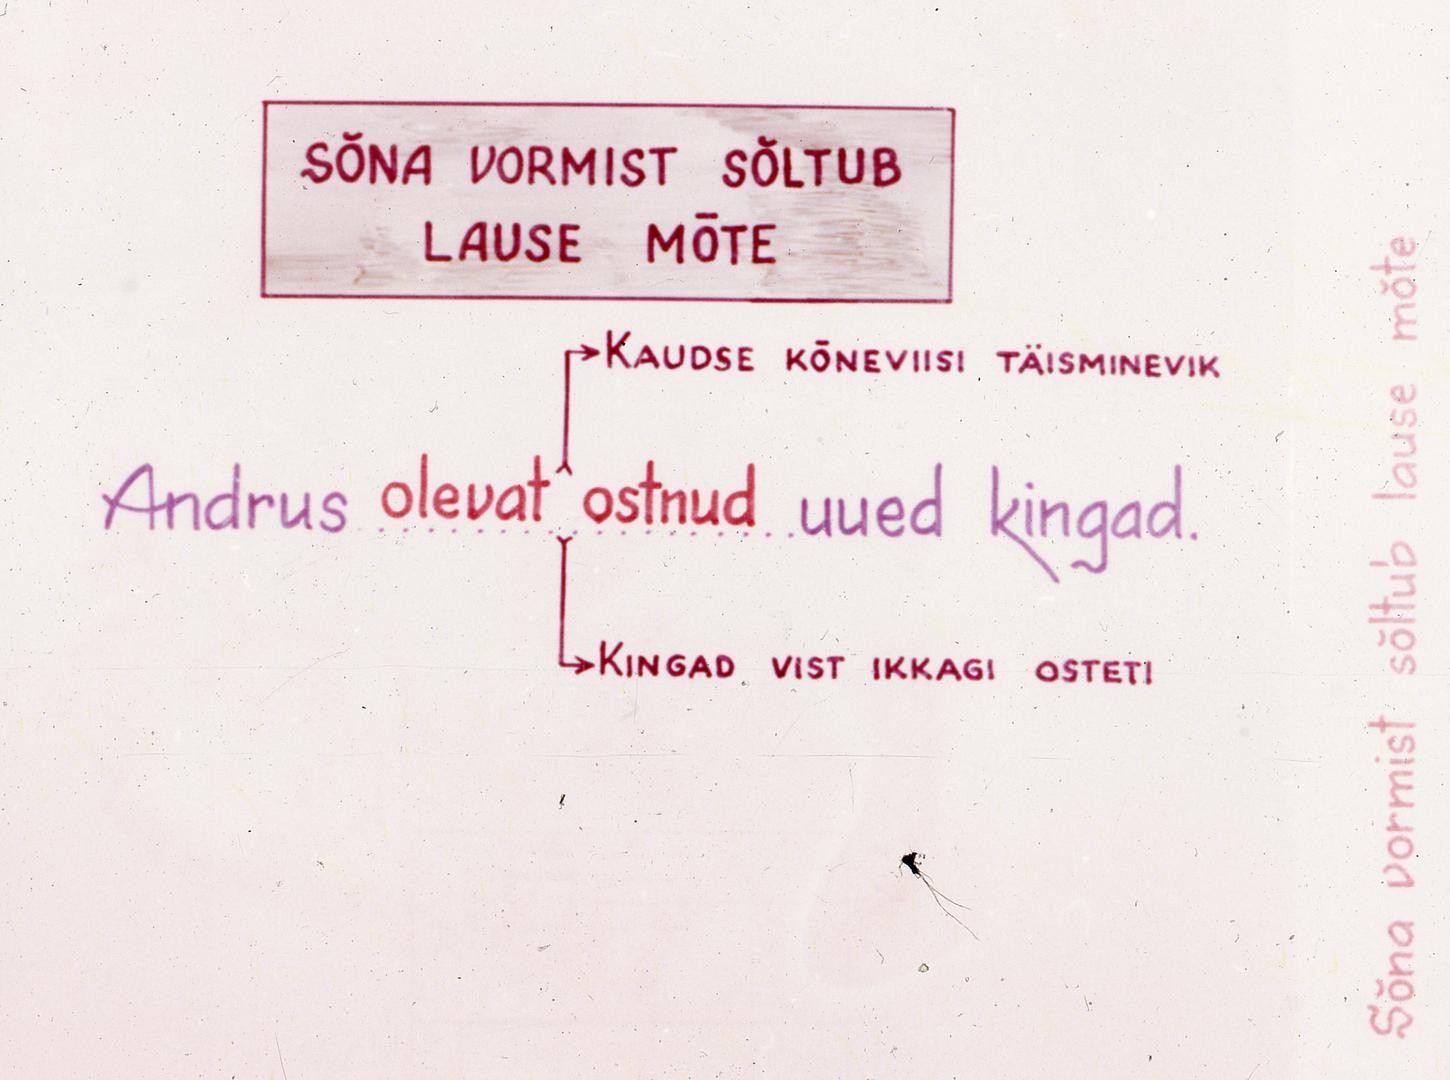 SÕNA VORMIST SÕLTUB
LAUSE MÕTE
KAUDSE KÕNEVIISI TÄISMINEVIK
Andrus olevat ostnud uued kingad.
KINGAD VIST IKKAGI OSTETI
Sõna vormist sõltub lause mõte